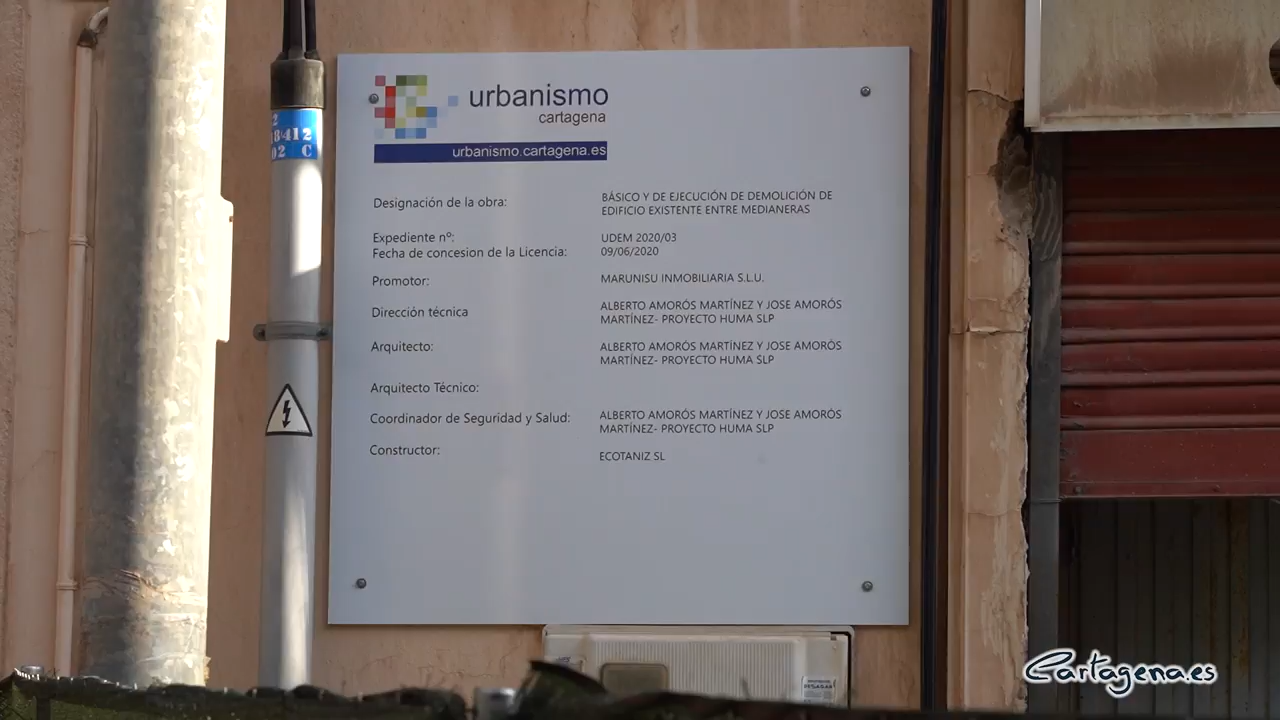 urbanismo
cartagena
urbanismo.cartagena.es
Designación de la obra: BÁSICO Y DE EJECUCIÓN DE DEMOLICIÓN DE
EDIFICIO EXISTENTE ENTRE MEDIANERAS
Expediente nº: UDEM 2020/03
Fecha de concesion de la Licencia: 09/06/2020
Promotor: MARUNISU INMOBILIARIA S.L.U.
Dirección técnica ALBERTO AMORÓS MARTÍNEZ Y JOSE AMORÓS
MARTÍNEZ- PROYECTO HUMA SLP
Arquitecto: ALBERTO AMORÓS MARTÍNEZ Y JOSE AMORÓS
MARTÍNEZ- PROYECTO HUMA SLP
Arquitecto Técnico:
Coordinador de Seguridad y Salud: ALBERTO AMORÓS MARTÍNEZ Y JOSE AMORÓS
MARTÍNEZ- PROYECTO HUMA SLP
Constructor: ECOTANIZ SL
2
8412
02 C
Cartagena.es